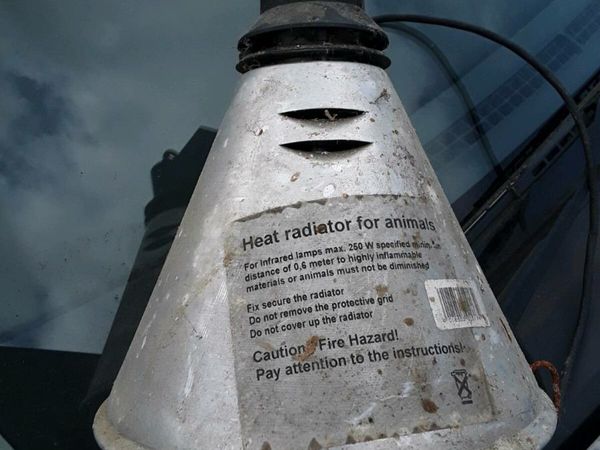 Heat radiator for animals
For infrared lamps max. 250 W specified minim.
distance of 0,6 meter to highly inflammable
materials or animals must not be diminished
Fix secure the radiator
Do not remove the protective grid
Do not cover up the radiator
Caution! Fire Hazard!
Pay attention to the instructions!